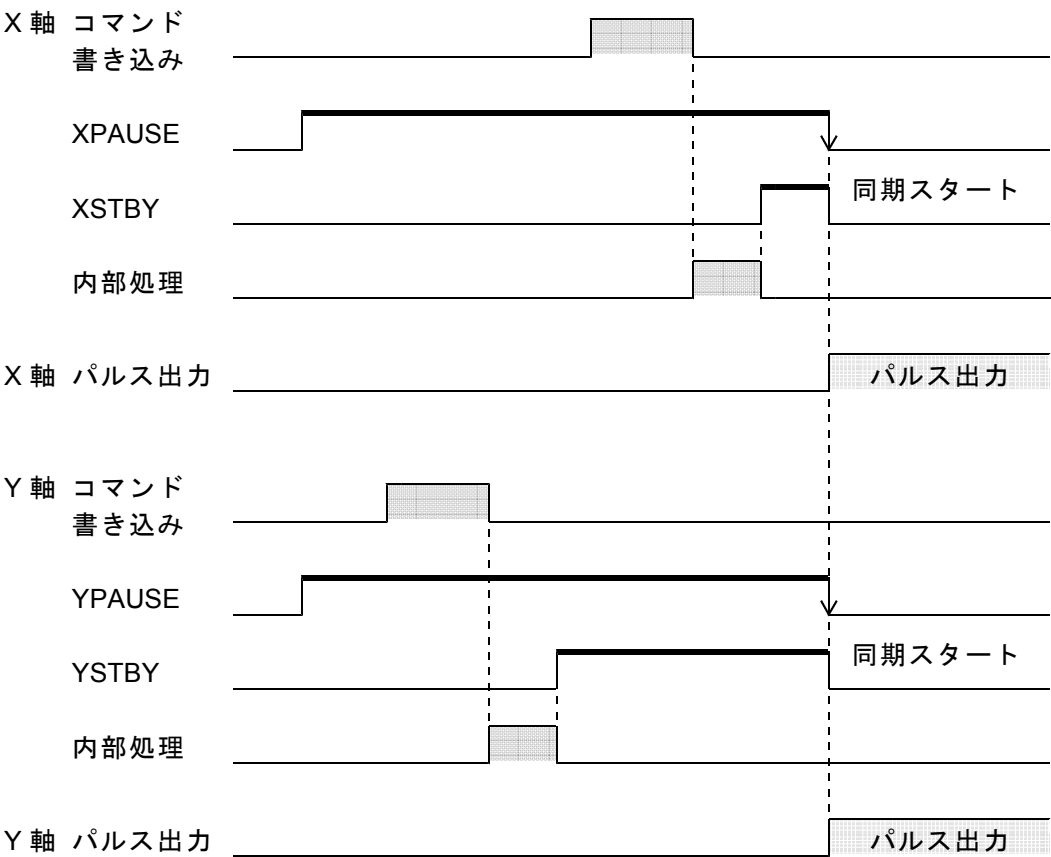 X 軸 コマンド
書き込み
XPAUSE
XSTBY
同期スタート
内部処理
X 軸 パルス出力
パルス出力
Y 軸 コマンド
書き込み
YPAUSE
YSTBY
同期スタート
内部処理
Y 軸 パルス出力
パルス出力